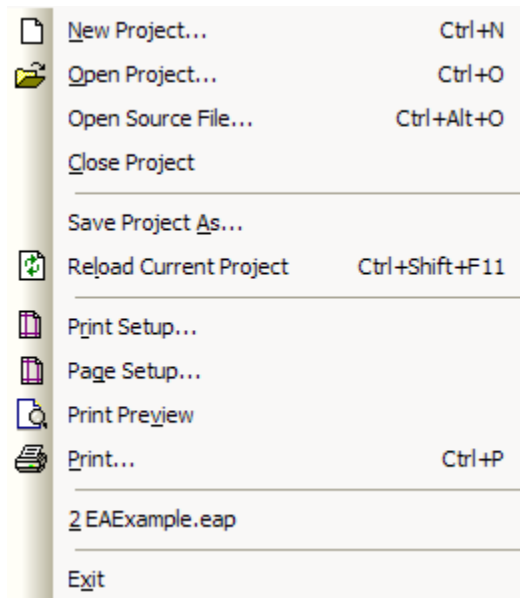 New Project... Ctrl+N
Open Project... Ctrl+O
Open Source File... Ctrl+Alt+O
Close Project
Save Project As...
Reload Current Project Ctrl+Shift+F11
Print Setup...
Page Setup...
Print Preview
Print... Ctrl+P
2 EAExample.eap
Exit